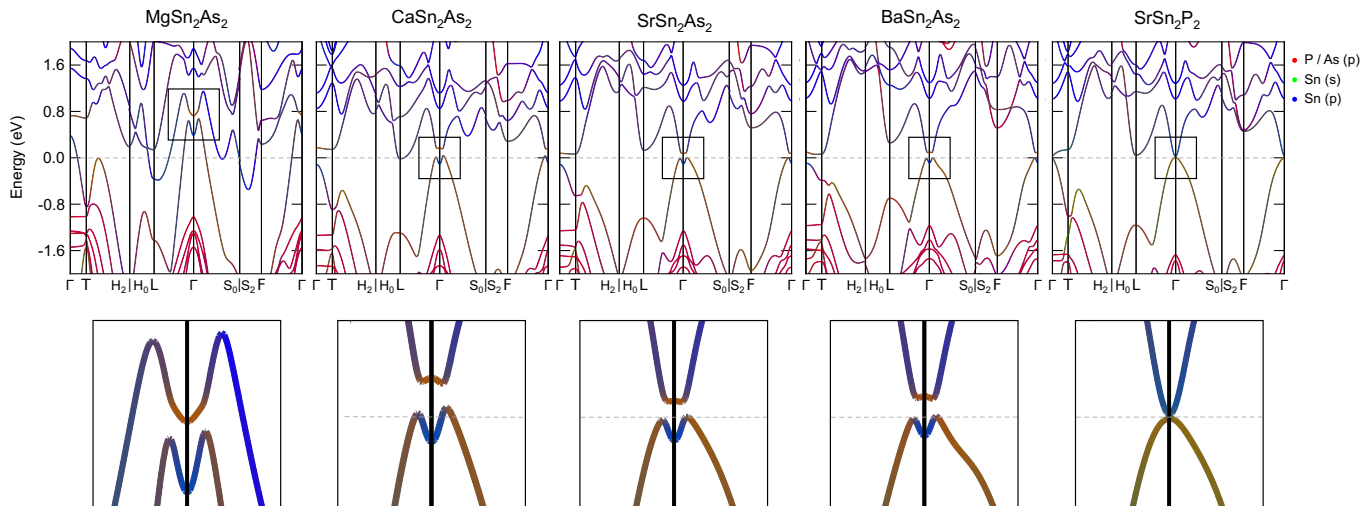 MgSn2As2 CaSn2As2 SrSn2As2 BaSn2As2 SrSn2P2
Energy (eV)
1.6
0.8
0.0
-0.8
-1.6
P / As (p)
Sn (s)
Sn (p)
Γ T H2|H0 L Γ S0|S2 F Γ
Γ T H2|H0 L Γ S0|S2 F Γ
Γ T H2|H0 L Γ S0|S2 F Γ
Γ T H2|H0 L Γ S0|S2 F Γ
Γ T H2|H0 L Γ S0|S2 F Γ